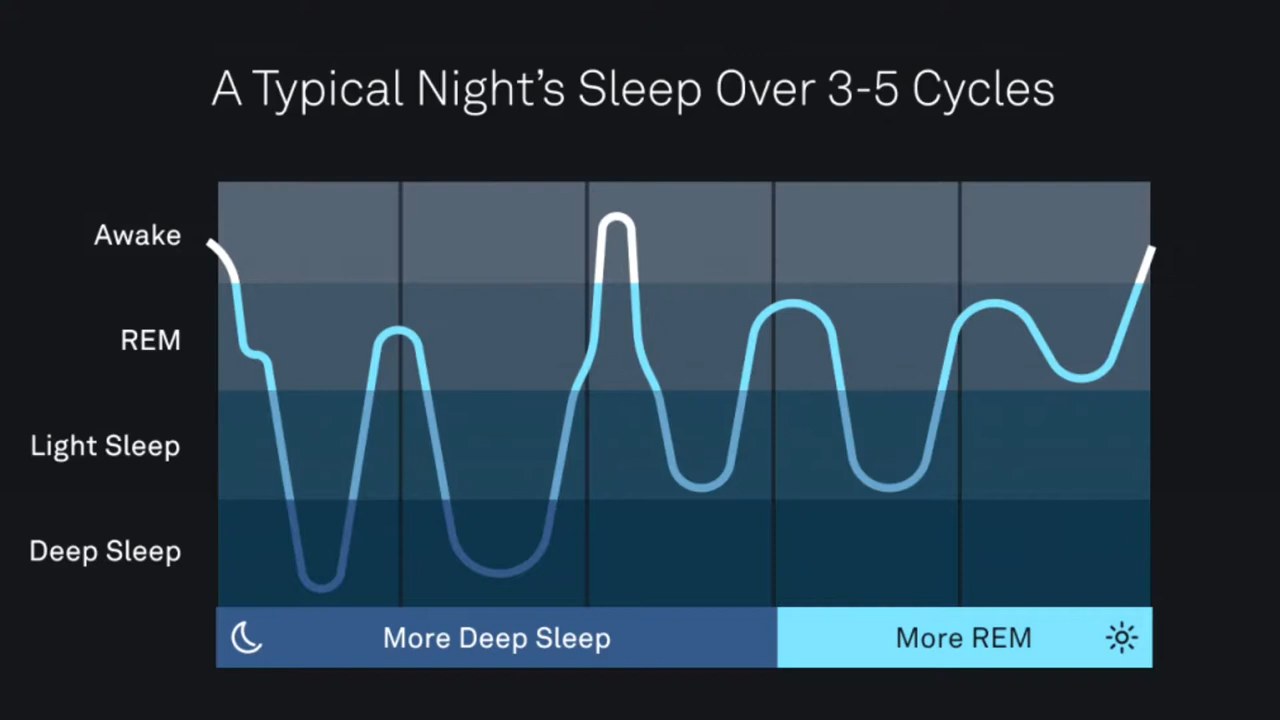 A Typical Night’s Sleep Over 3-5 Cycles
Awake
REM
Light Sleep
Deep Sleep
More Deep Sleep
More REM